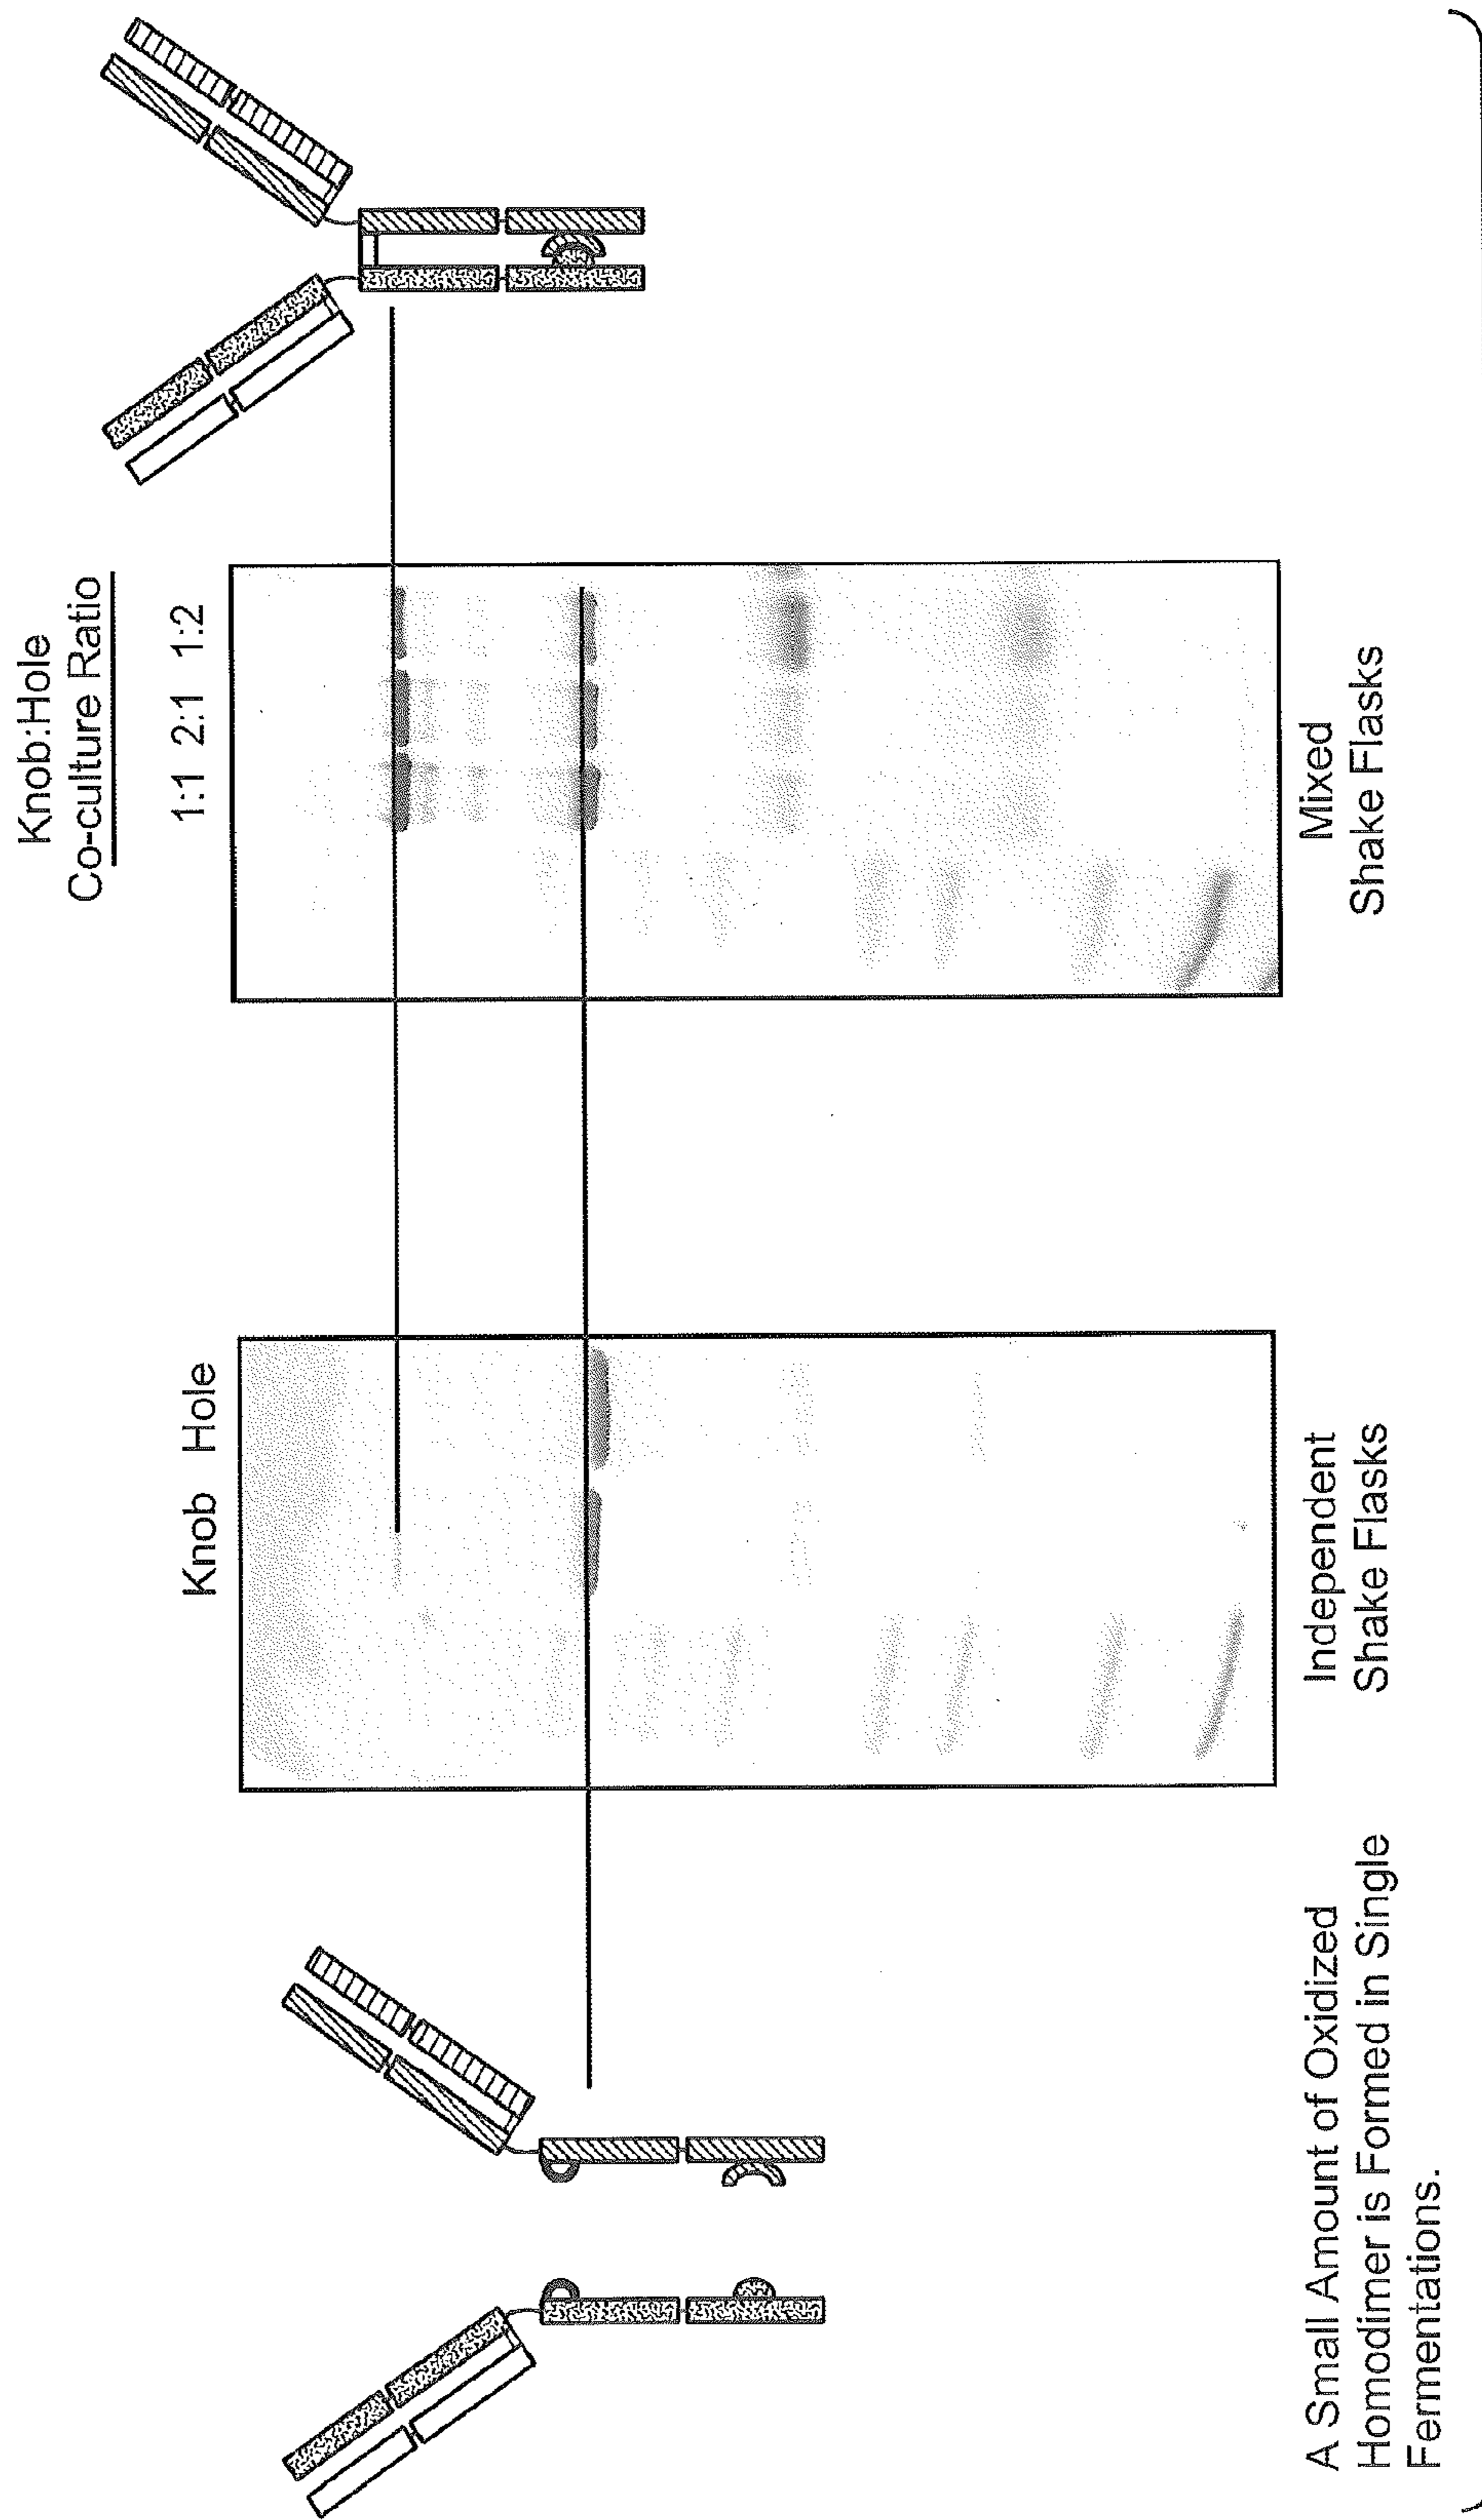 Knob:Hole
Co-culture Ratio
1:1 2:1 1:2
Knob Hole
A Small Amount of Oxidized
Homodimer is Formed in Single
Fermentations.
Independent
Shake Flasks
Mixed
Shake Flasks